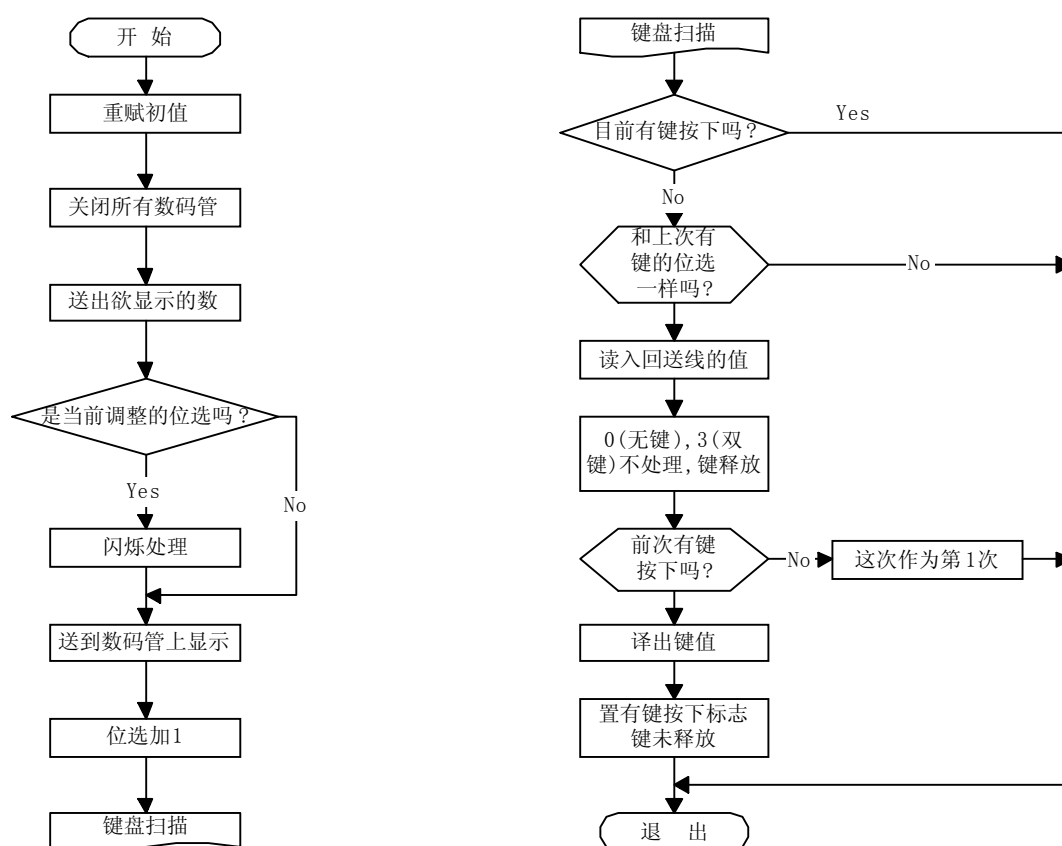 开 始
重赋初值
关闭所有数码管
送出欲显示的数
是当前调整的位选吗?
Yes
No
闪烁处理
送到数码管上显示
位选加1
键盘扫描
键盘扫描
目前有键按下吗?
Yes
No
和上次有
键的位选
一样吗?
No
读入回送线的值
0(无键),3(双
键)不处理,键释放
前次有键
按下吗?
No
这次作为第1次
译出键值
置有键按下标志
键未释放
退 出